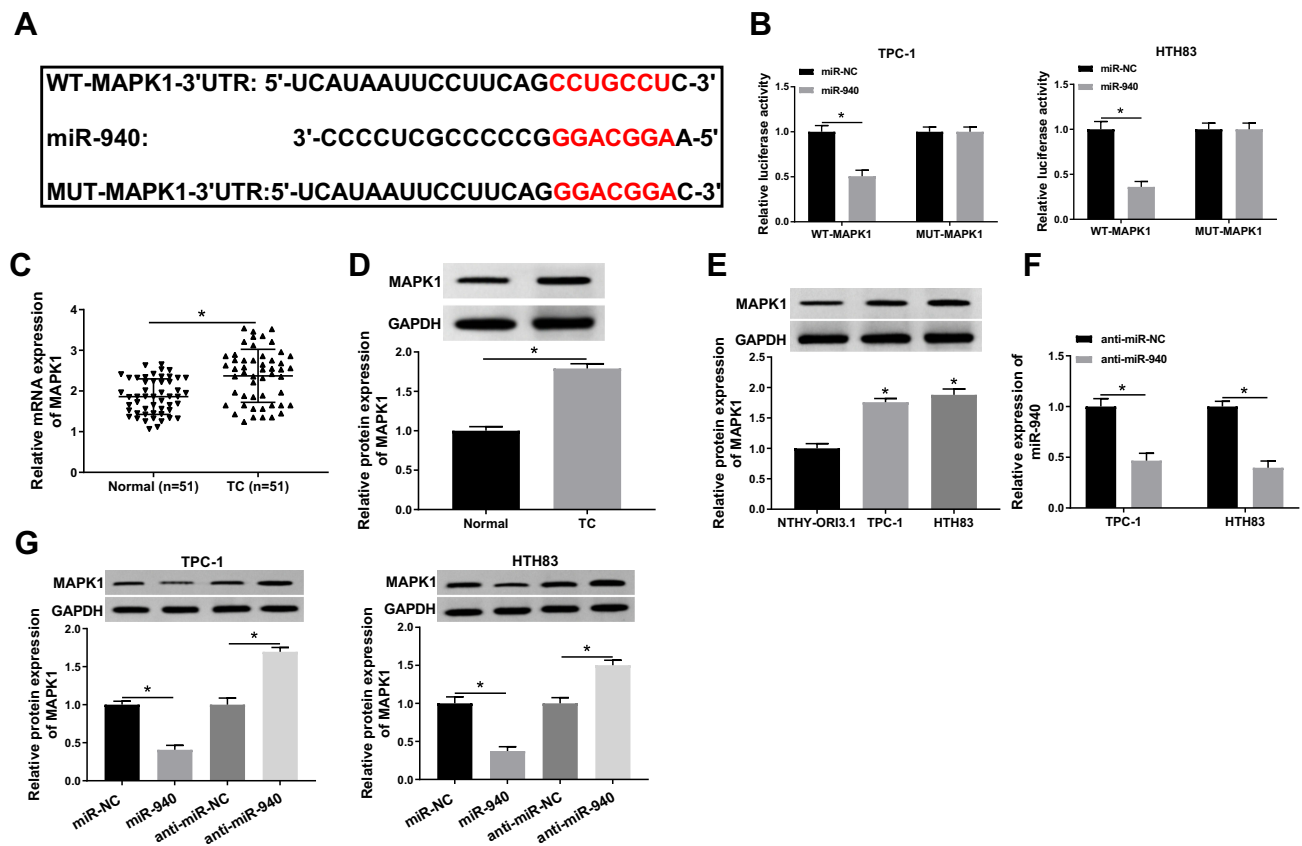 A
WT-MAPK1-3'UTR: 5'-UCAUAAUUCCUUCAGCCUGCCUC-3'
miR-940: 3'-CCCCUCGCCCCCGGGACGGAA-5'
MUT-MAPK1-3'UTR:5'-UCAUAAUUCCUUCAGGGACGGAC-3'
B
TPC-1
miR-NC
miR-940
Relative luciferase activity
1.5
1.0
0.5
0.0
*
WT-MAPK1 MUT-MAPK1
HTH83
miR-NC
miR-940
Relative luciferase activity
1.5
1.0
0.5
0.0
*
WT-MAPK1 MUT-MAPK1
C
Relative mRNA expression
of MAPK1
4
3
2
1
0
*
Normal (n=51) TC (n=51)
D
MAPK1
GAPDH
Relative protein expression
of MAPK1
2.0
1.5
1.0
0.5
0.0
*
Normal TC
E
MAPK1
GAPDH
Relative protein expression
of MAPK1
2.5
2.0
1.5
1.0
0.5
0.0
* *
NTHY-ORI3.1 TPC-1 HTH83
F
anti-miR-NC
anti-miR-940
Relative expression of
miR-940
1.5
1.0
0.5
0.0
* *
TPC-1 HTH83
G
TPC-1
MAPK1
GAPDH
Relative protein expression
of MAPK1
2.0
1.5
1.0
0.5
0.0
* *
miR-NC miR-940 anti-miR-NC anti-miR-940
HTH83
MAPK1
GAPDH
Relative protein expression
of MAPK1
2.0
1.5
1.0
0.5
0.0
* *
miR-NC miR-940 anti-miR-NC anti-miR-940